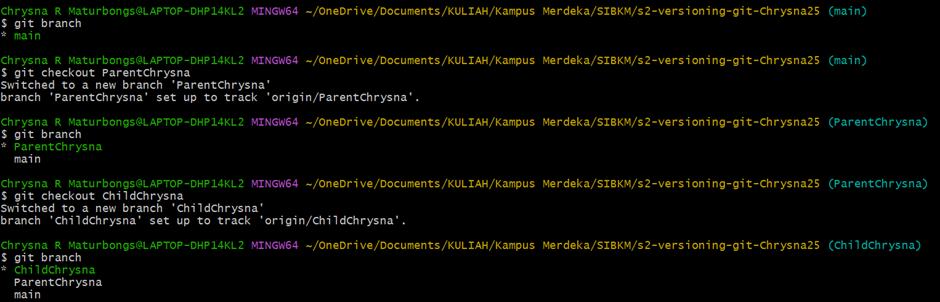 Chrysna R Maturbongs@LAPTOP-DHP14KL2 MINGW64 ~/OneDrive/Documents/KULIAH/Kampus Merdeka/SIBKM/s2-versioning-git-Chrysna25 (main)
$ git branch
* main
Chrysna R Maturbongs@LAPTOP-DHP14KL2 MINGW64 ~/OneDrive/Documents/KULIAH/Kampus Merdeka/SIBKM/s2-versioning-git-Chrysna25 (main)
$ git checkout ParentChrysna
Switched to a new branch 'ParentChrysna'
branch 'ParentChrysna' set up to track 'origin/ParentChrysna'.
Chrysna R Maturbongs@LAPTOP-DHP14KL2 MINGW64 ~/OneDrive/Documents/KULIAH/Kampus Merdeka/SIBKM/s2-versioning-git-Chrysna25 (ParentChrysna)
$ git branch
* ParentChrysna
  main
Chrysna R Maturbongs@LAPTOP-DHP14KL2 MINGW64 ~/OneDrive/Documents/KULIAH/Kampus Merdeka/SIBKM/s2-versioning-git-Chrysna25 (ParentChrysna)
$ git checkout ChildChrysna
Switched to a new branch 'ChildChrysna'
branch 'ChildChrysna' set up to track 'origin/ChildChrysna'.
Chrysna R Maturbongs@LAPTOP-DHP14KL2 MINGW64 ~/OneDrive/Documents/KULIAH/Kampus Merdeka/SIBKM/s2-versioning-git-Chrysna25 (ChildChrysna)
$ git branch
* ChildChrysna
  ParentChrysna
  main